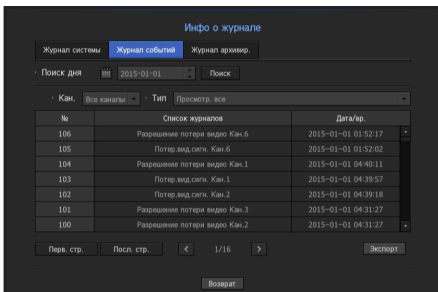 Инфо о журнале
Журнал системы Журнал событий Журнал архивир.
Поиск дня 2015-01-01 Поиск
Кан. Все каналы Тип Просмотр. все
№ Список журналов Дата/вр.
106 Разрешение потери видео Кан.6 2015-01-01 01:52:17
105 Потер.вид.сигн. Кан.6 2015-01-01 01:52:02
104 Разрешение потери видео Кан.1 2015-01-01 04:40:11
103 Потер.вид.сигн. Кан.1 2015-01-01 04:39:57
102 Потер.вид.сигн. Кан.2 2015-01-01 04:39:18
101 Разрешение потери видео Кан.3 2015-01-01 04:31:27
100 Разрешение потери видео Кан.2 2015-01-01 04:31:27
Перв. стр. Посл. стр. < 1/16 > Экспорт
Возврат